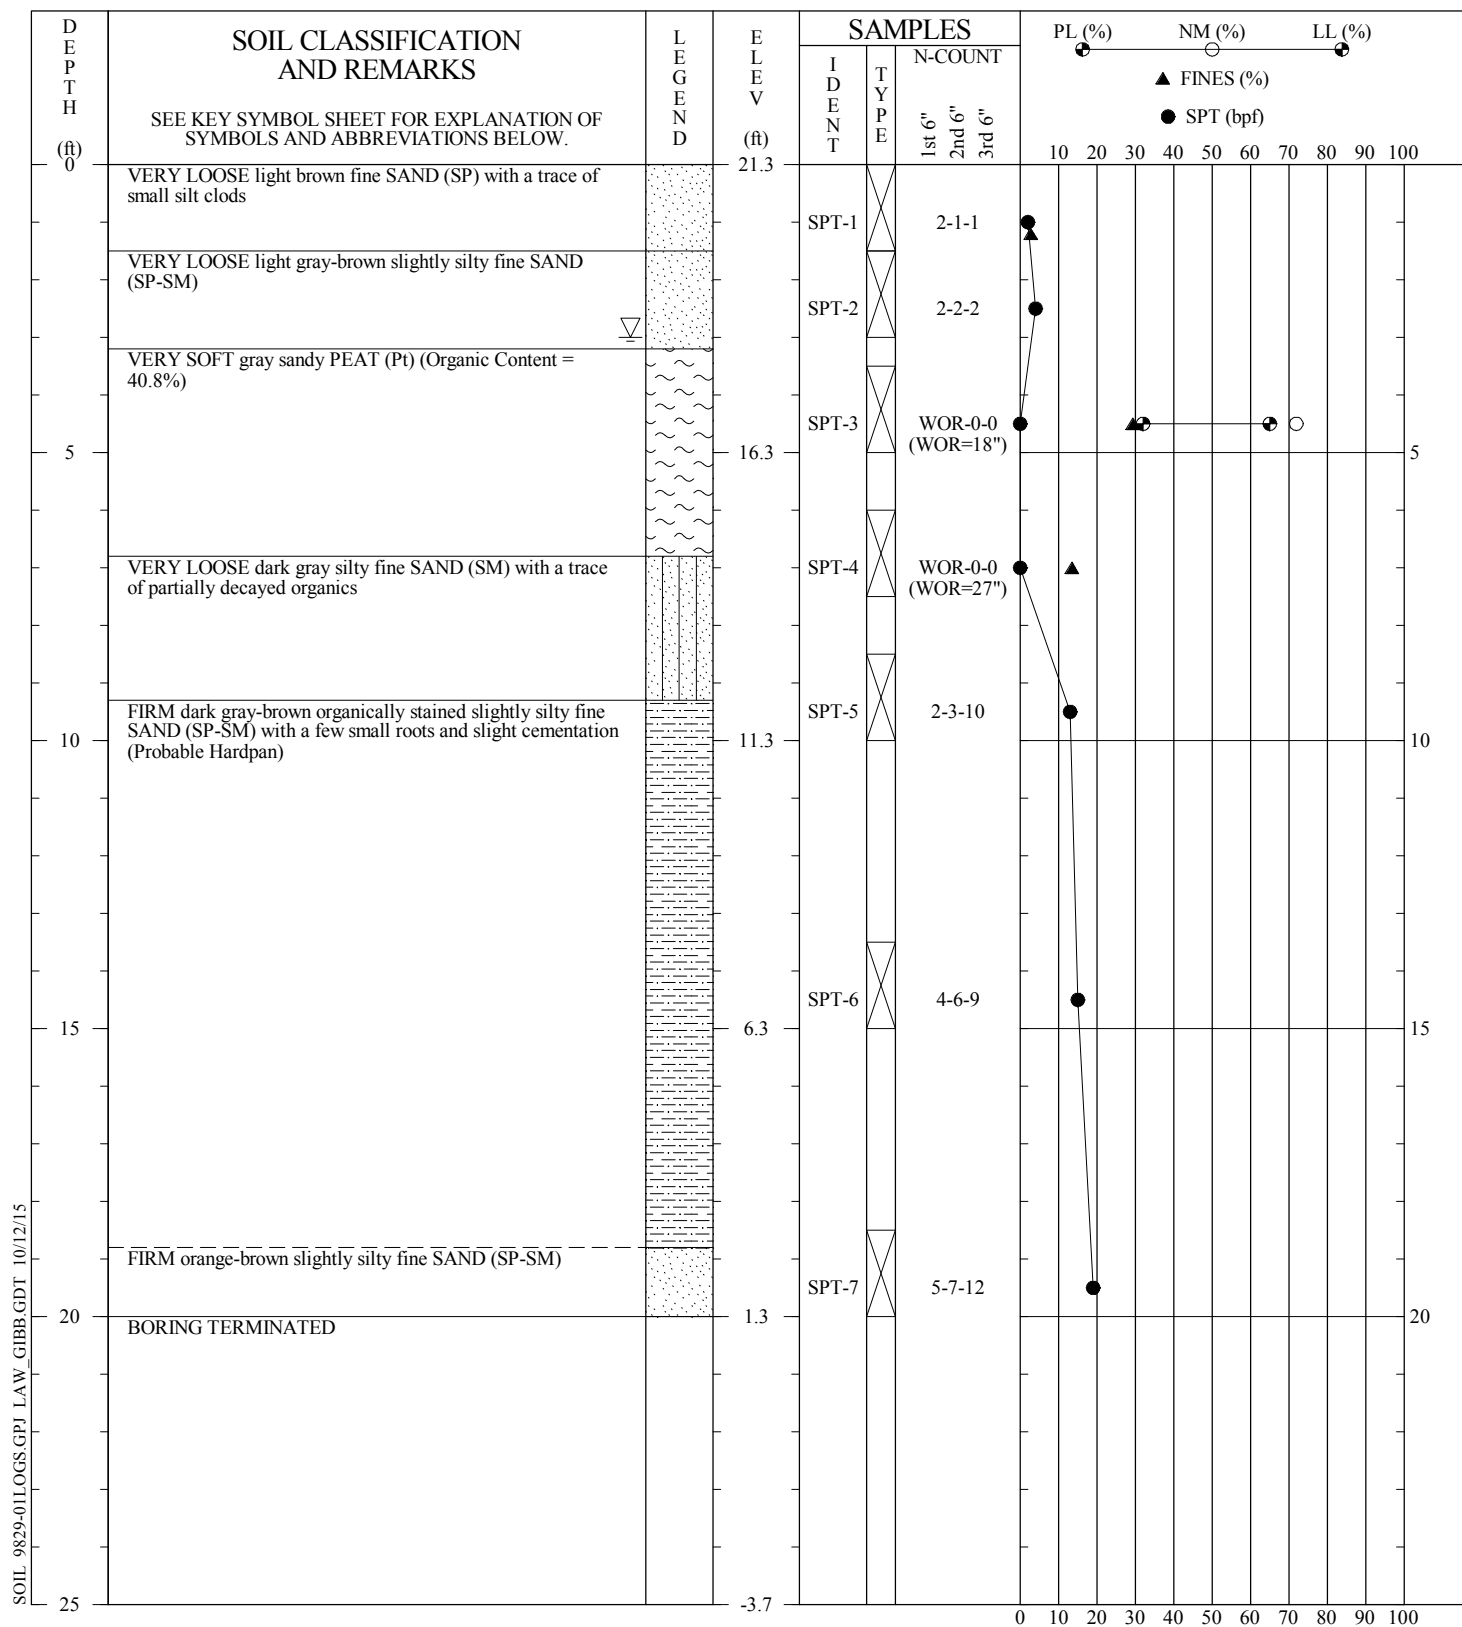 DEPTH
(ft)
SOIL CLASSIFICATION
AND REMARKS
SEE KEY SYMBOL SHEET FOR EXPLANATION OF
SYMBOLS AND ABBREVIATIONS BELOW.
LEGEND
ELEV
(ft)
SAMPLES
IDENT
TYPE
N-COUNT
1st 6"
2nd 6"
3rd 6"
PL (%) NM (%) LL (%)
FINES (%)
SPT (bpf)
10 20 30 40 50 60 70 80 90 100
0
21.3
VERY LOOSE light brown fine SAND (SP) with a trace of
small silt clods
SPT-1 2-1-1
VERY LOOSE light gray-brown slightly silty fine SAND
(SP-SM)
SPT-2 2-2-2
VERY SOFT gray sandy PEAT (Pt) (Organic Content =
40.8%)
SPT-3 WOR-0-0
(WOR=18")
5 16.3 5
VERY LOOSE dark gray silty fine SAND (SM) with a trace
of partially decayed organics
SPT-4 WOR-0-0
(WOR=27")
FIRM dark gray-brown organically stained slightly silty fine
SAND (SP-SM) with a few small roots and slight cementation
(Probable Hardpan)
SPT-5 2-3-10
10 11.3 10
SPT-6 4-6-9
15 6.3 15
FIRM orange-brown slightly silty fine SAND (SP-SM)
SPT-7 5-7-12
20 1.3 20
BORING TERMINATED
25 -3.7
0 10 20 30 40 50 60 70 80 90 100
SOIL 9829-01LOGS.GPJ LAW_GIBB.GDT 10/12/15